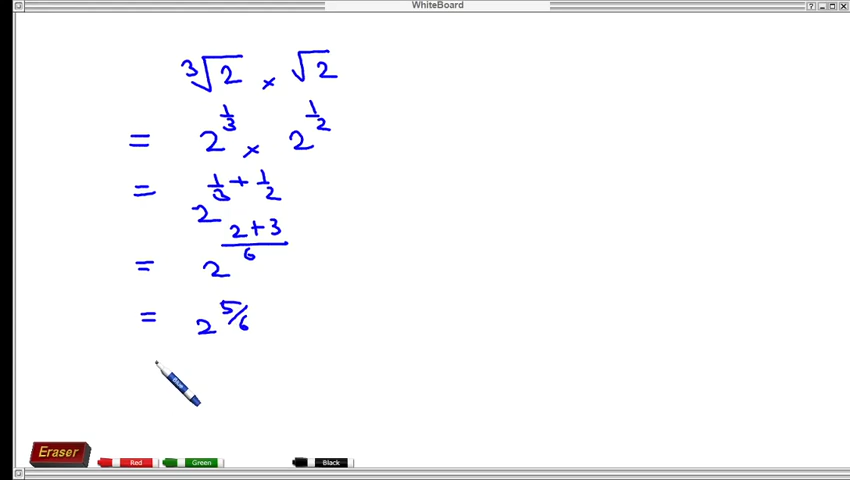 WhiteBoard
∛2 × √2
= 2^(1/3) × 2^(1/2)
= 2^(1/3 + 1/2)
= 2^((2+3)/6)
= 2^(5/6)
Eraser Red Green Black